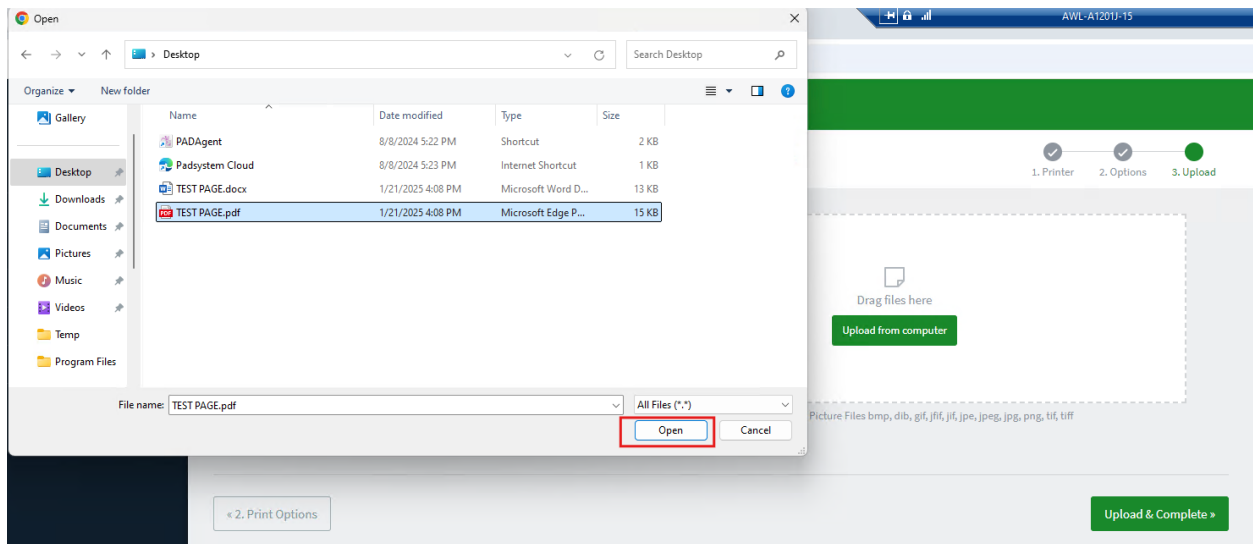 Open
AWL-A1201J-15
Desktop
Search Desktop
Organize
New folder
Name
Date modified
Type
Size
Gallery
PADAgent 8/8/2024 5:22 PM Shortcut 2 KB
Padsystem Cloud 8/8/2024 5:23 PM Internet Shortcut 1 KB
Desktop
TEST PAGE.docx 1/21/2025 4:08 PM Microsoft Word D... 13 KB
Downloads
TEST PAGE.pdf 1/21/2025 4:08 PM Microsoft Edge P... 15 KB
Documents
Pictures
Music
Videos
Temp
Program Files
File name: TEST PAGE.pdf
All Files (*.*)
Open
Cancel
1. Printer
2. Options
3. Upload
Drag files here
Upload from computer
Picture Files bmp, dib, gif, jfif, jif, jpe, jpeg, jpg, png, tif, tiff
« 2. Print Options
Upload & Complete »